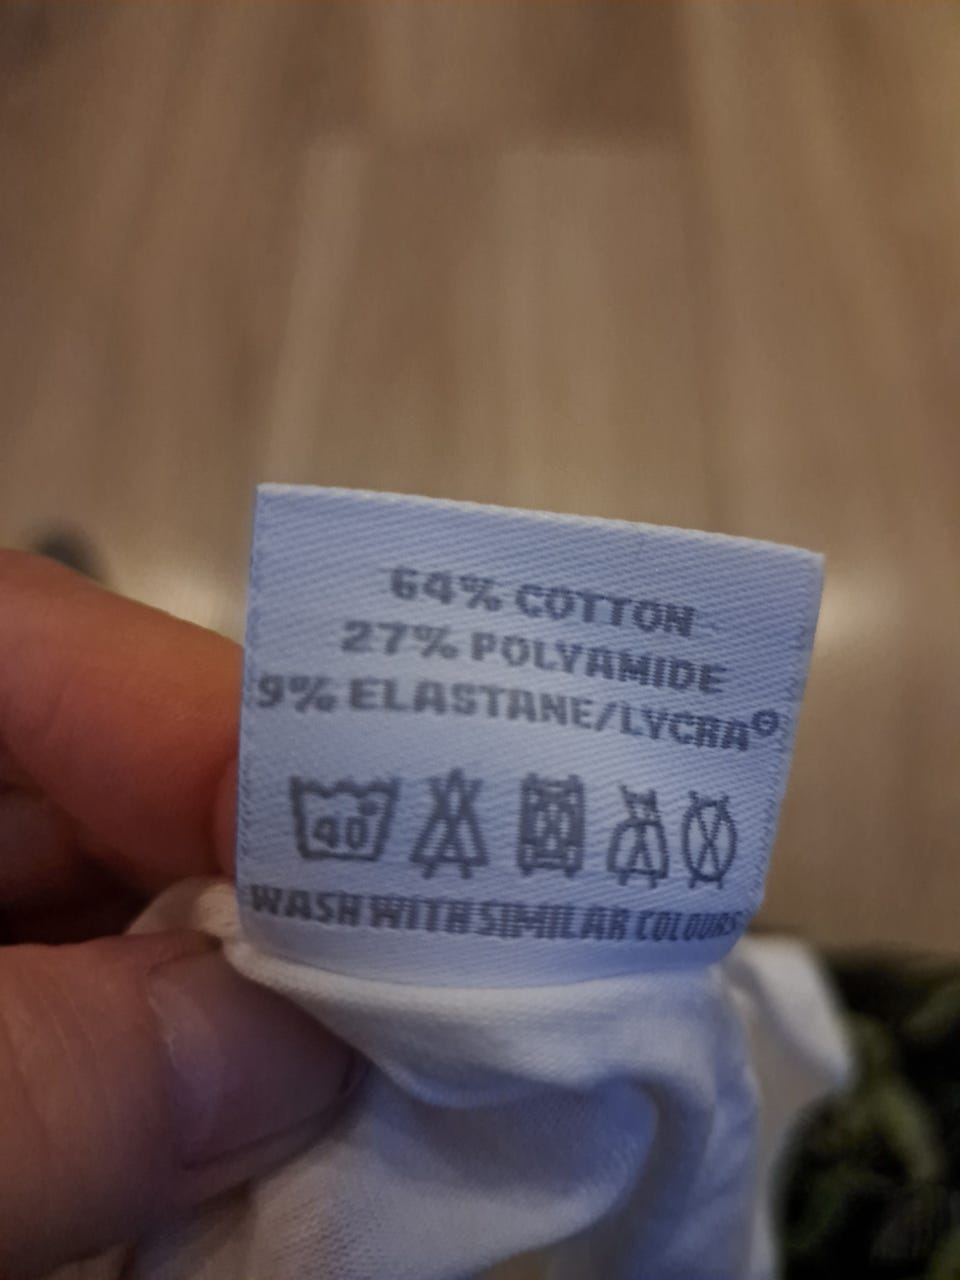 64% COTTON
27% POLYAMIDE
9% ELASTANE/LYCRA®
40°
WASH WITH SIMILAR COLOURS